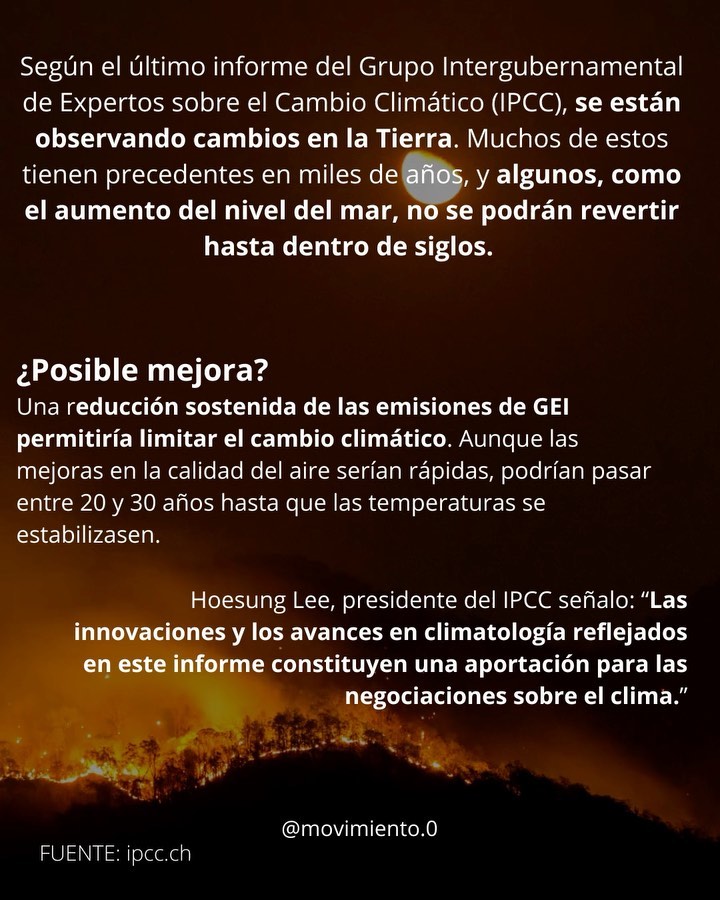 Según el último informe del Grupo Intergubernamental
de Expertos sobre el Cambio Climático (IPCC), se están
observando cambios en la Tierra. Muchos de estos
tienen precedentes en miles de años, y algunos, como
el aumento del nivel del mar, no se podrán revertir
hasta dentro de siglos.
¿Posible mejora?
Una reducción sostenida de las emisiones de GEI
permitiría limitar el cambio climático. Aunque las
mejoras en la calidad del aire serían rápidas, podrían pasar
entre 20 y 30 años hasta que las temperaturas se
estabilizasen.
Hoesung Lee, presidente del IPCC señalo: “Las
innovaciones y los avances en climatología reflejados
en este informe constituyen una aportación para las
negociaciones sobre el clima.”
@movimiento.0
FUENTE: ipcc.ch